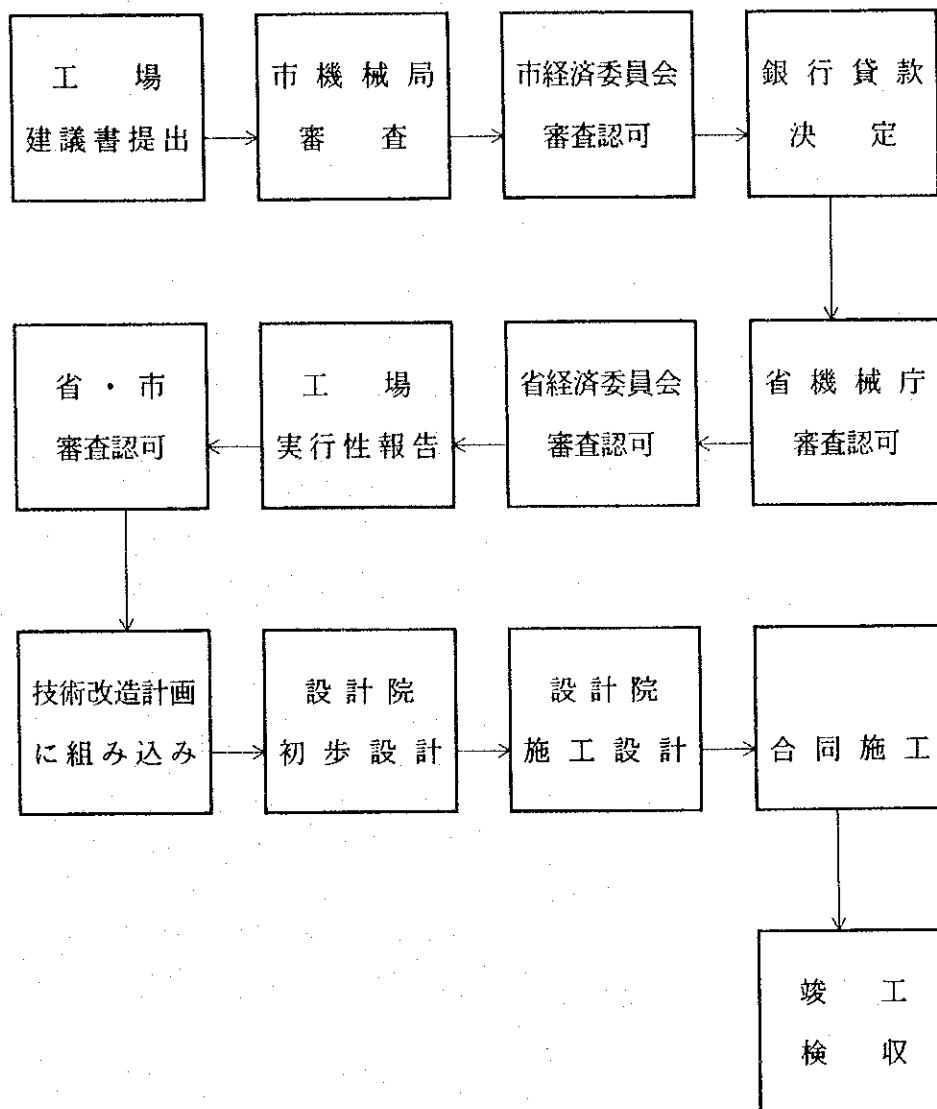 工場
建議書提出
市機械局
審査
市経済委員会
審査認可
銀行貸款
決定
省機械庁
審査認可
省経済委員会
審査認可
工場
実行性報告
省・市
審査認可
技術改造計画
に組み込み
設計院
初歩設計
設計院
施工設計
合同施工
竣工
検収